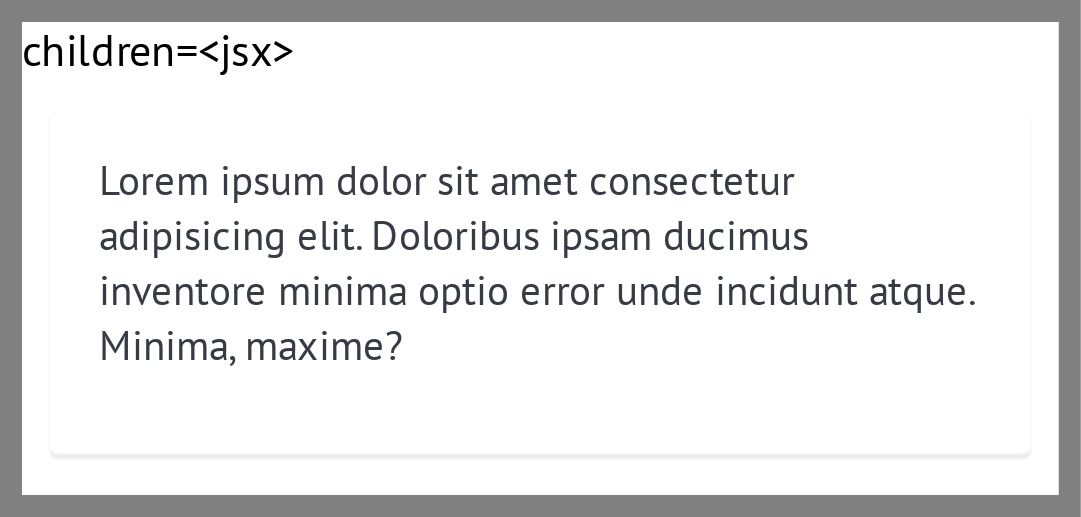 children=<jsx>
Lorem ipsum dolor sit amet consectetur
adipisicing elit. Doloribus ipsam ducimus
inventore minima optio error unde incidunt atque.
Minima, maxime?